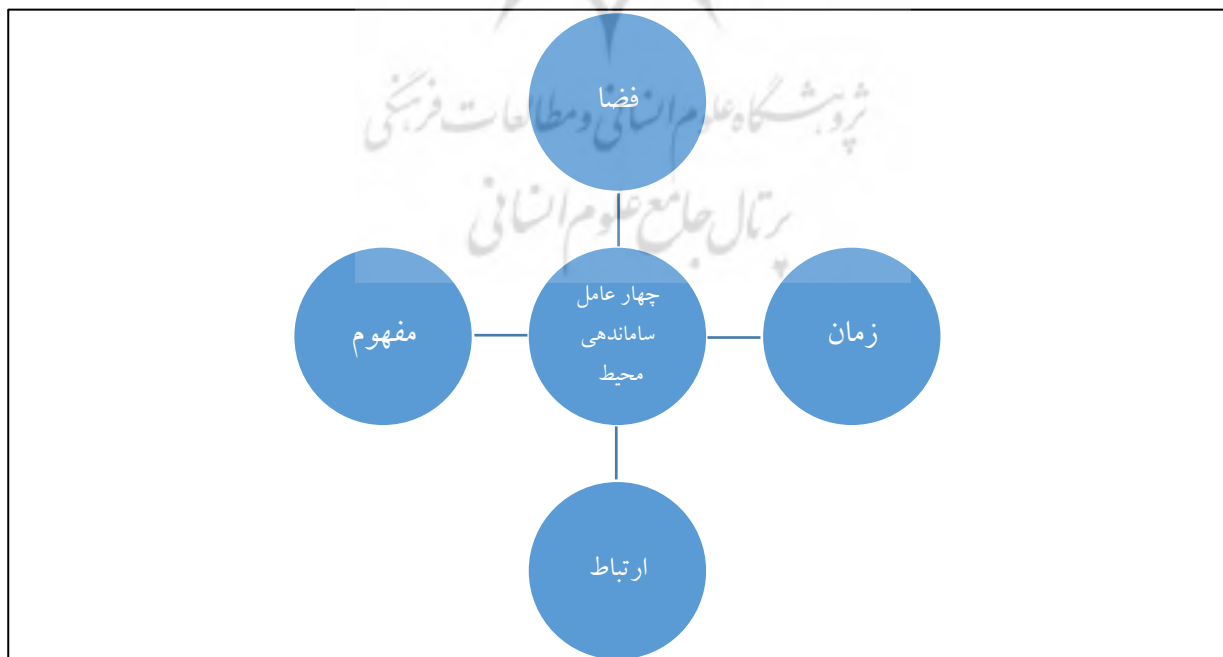 فضا
پژوهشگاه علوم انسانی و مطالعات فرهنگی
پرتال جامع علوم انسانی
چهار عامل
ساماندهی
محیط
زمان
مفهوم
ارتباط